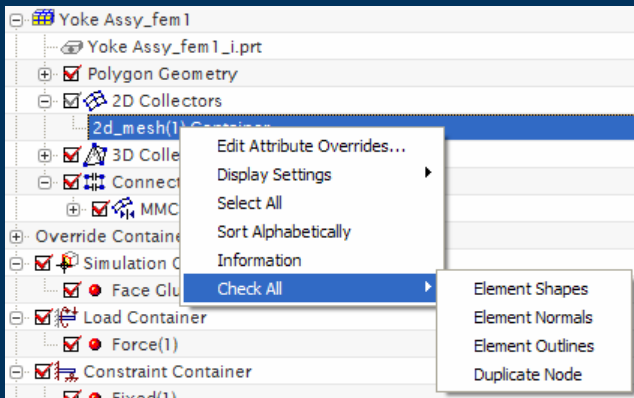 Yoke Assy_fem1
Yoke Assy_fem1_i.prt
Polygon Geometry
2D Collectors
2d_mesh(1) Container
3D Colle
Connect
MMC
Override Containe
Simulation C
Face Glu
Load Container
Force(1)
Constraint Container
Fixed(1)
Edit Attribute Overrides...
Display Settings
Select All
Sort Alphabetically
Information
Check All
Element Shapes
Element Normals
Element Outlines
Duplicate Node